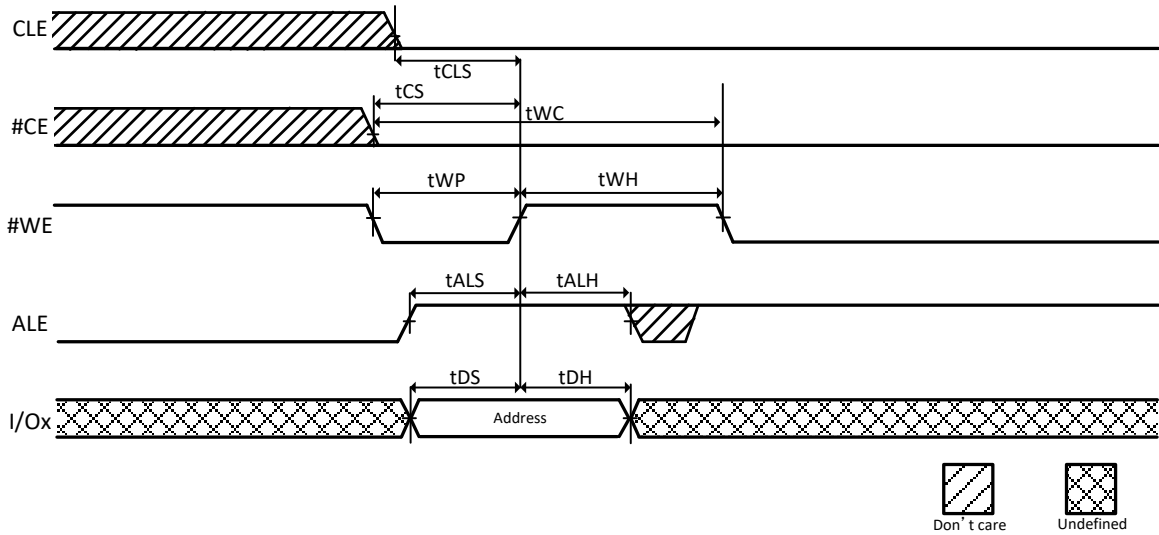 CLE
tCLS
tCS
#CE
tWC
tWP
tWH
#WE
tALS
tALH
ALE
tDS
tDH
I/Ox
Address
Don’t care
Undefined